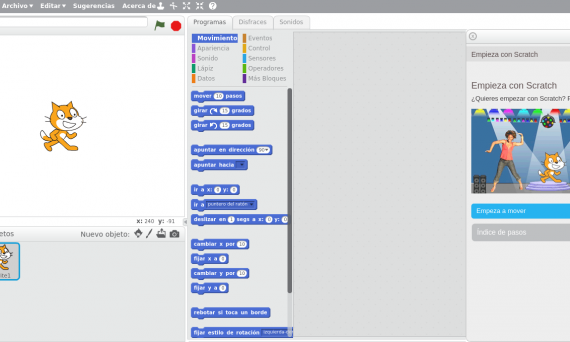 Archivo Editar Sugerencias Acerca de
Programas Disfraces Sonidos
Movimiento Eventos
Apariencia Control
Sonido Sensores
Lápiz Operadores
Datos Más Bloques
mover 10 pasos
girar 15 grados
girar 15 grados
apuntar en dirección 90
apuntar hacia
ir a x: 0 y: 0
ir a puntero del ratón
deslizar en 1 segs a x: 0 y: 0
cambiar x por 10
fijar x a 0
cambiar y por 10
fijar y a 0
rebotar si toca un borde
fijar estilo de rotación
x: 240 y: -91
Nuevo objeto:
Empieza con Scratch
Empieza con Scratch
¿Quieres empezar con Scratch?
Empieza a mover
Índice de pasos